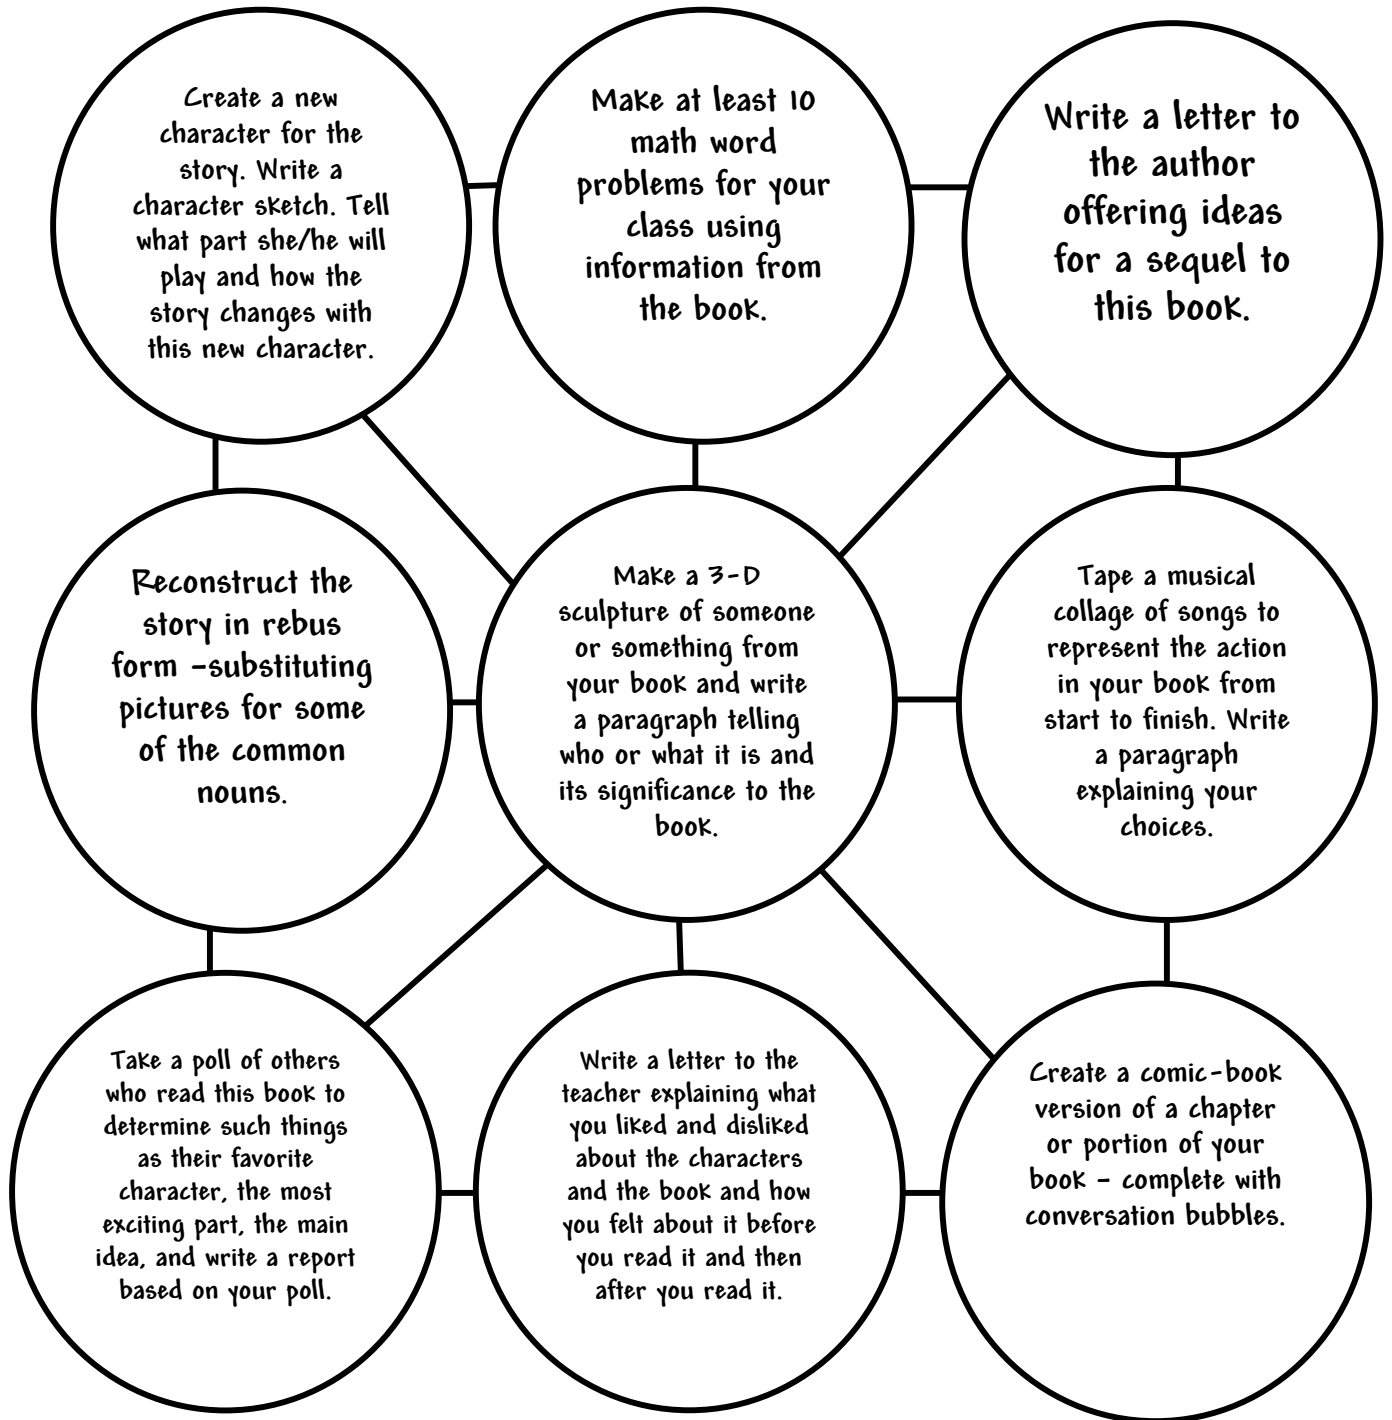 Create a new
character for the
story. Write a
character sketch. Tell
what part she/he will
play and how the
story changes with
this new character.
Make at least 10
math word
problems for your
class using
information from
the book.
Write a letter to
the author
offering ideas
for a sequel to
this book.
Reconstruct the
story in rebus
form -substituting
pictures for some
of the common
nouns.
Make a 3-D
sculpture of someone
or something from
your book and write
a paragraph telling
who or what it is and
its significance to the
book.
Tape a musical
collage of songs to
represent the action
in your book from
start to finish. Write
a paragraph
explaining your
choices.
Take a poll of others
who read this book to
determine such things
as their favorite
character, the most
exciting part, the main
idea, and write a report
based on your poll.
Write a letter to the
teacher explaining what
you liked and disliked
about the characters
and the book and how
you felt about it before
you read it and then
after you read it.
Create a comic-book
version of a chapter
or portion of your
book - complete with
conversation bubbles.